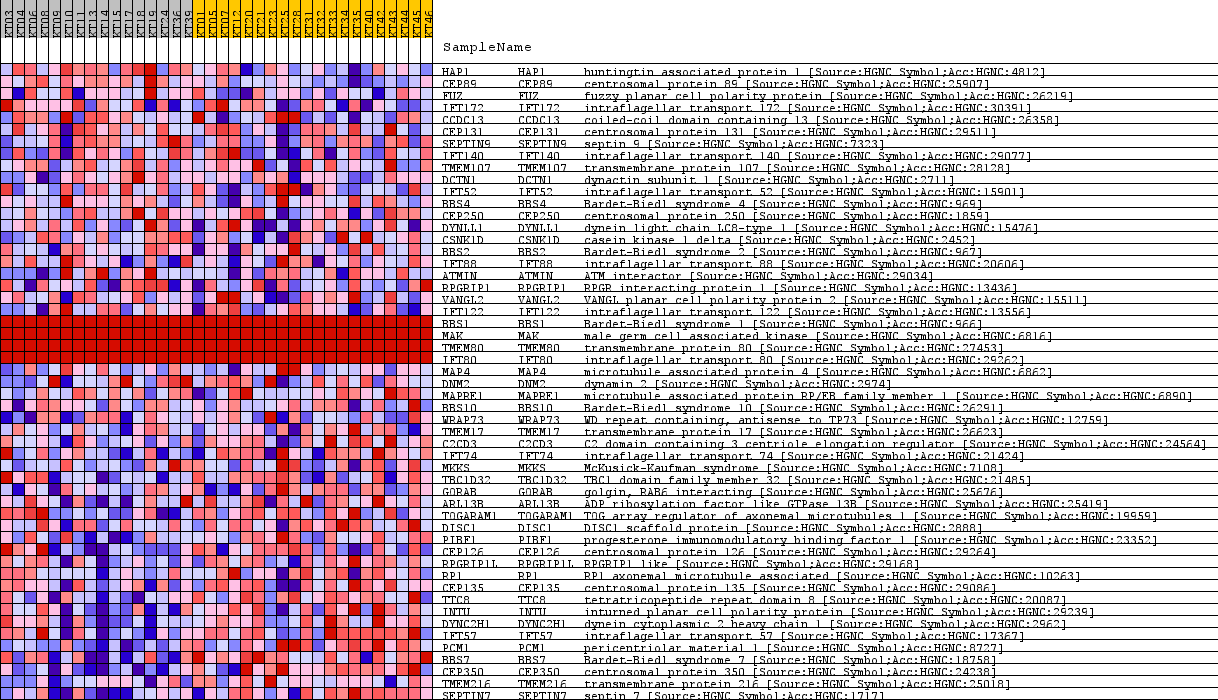 KT03 KT04 KT06 KT08 KT09 KT10 KT11 KT13 KT14 KT15 KT17 KT18 KT19 KT24 KT36 KT39 KT01 KT05 KT07 KT12 KT20 KT21 KT23 KT25 KT28 KT31 KT32 KT33 KT34 KT35 KT40 KT42 KT43 KT44 KT45 KT46
SampleName
HAP1 HAP1 huntingtin associated protein 1 [Source:HGNC Symbol;Acc:HGNC:4812]
CEP89 CEP89 centrosomal protein 89 [Source:HGNC Symbol;Acc:HGNC:25907]
FUZ FUZ fuzzy planar cell polarity protein [Source:HGNC Symbol;Acc:HGNC:26219]
IFT172 IFT172 intraflagellar transport 172 [Source:HGNC Symbol;Acc:HGNC:30391]
CCDC13 CCDC13 coiled-coil domain containing 13 [Source:HGNC Symbol;Acc:HGNC:26358]
CEP131 CEP131 centrosomal protein 131 [Source:HGNC Symbol;Acc:HGNC:29511]
SEPTIN9 SEPTIN9 septin 9 [Source:HGNC Symbol;Acc:HGNC:7323]
IFT140 IFT140 intraflagellar transport 140 [Source:HGNC Symbol;Acc:HGNC:29077]
TMEM107 TMEM107 transmembrane protein 107 [Source:HGNC Symbol;Acc:HGNC:28128]
DCTN1 DCTN1 dynactin subunit 1 [Source:HGNC Symbol;Acc:HGNC:2711]
IFT52 IFT52 intraflagellar transport 52 [Source:HGNC Symbol;Acc:HGNC:15901]
BBS4 BBS4 Bardet-Biedl syndrome 4 [Source:HGNC Symbol;Acc:HGNC:969]
CEP250 CEP250 centrosomal protein 250 [Source:HGNC Symbol;Acc:HGNC:1859]
DYNLL1 DYNLL1 dynein light chain LC8-type 1 [Source:HGNC Symbol;Acc:HGNC:15476]
CSNK1D CSNK1D casein kinase 1 delta [Source:HGNC Symbol;Acc:HGNC:2452]
BBS2 BBS2 Bardet-Biedl syndrome 2 [Source:HGNC Symbol;Acc:HGNC:967]
IFT88 IFT88 intraflagellar transport 88 [Source:HGNC Symbol;Acc:HGNC:20606]
ATMIN ATMIN ATM interactor [Source:HGNC Symbol;Acc:HGNC:29034]
RPGRIP1 RPGRIP1 RPGR interacting protein 1 [Source:HGNC Symbol;Acc:HGNC:13436]
VANGL2 VANGL2 VANGL planar cell polarity protein 2 [Source:HGNC Symbol;Acc:HGNC:15511]
IFT122 IFT122 intraflagellar transport 122 [Source:HGNC Symbol;Acc:HGNC:13556]
BBS1 BBS1 Bardet-Biedl syndrome 1 [Source:HGNC Symbol;Acc:HGNC:966]
MAK MAK male germ cell associated kinase [Source:HGNC Symbol;Acc:HGNC:6816]
TMEM80 TMEM80 transmembrane protein 80 [Source:HGNC Symbol;Acc:HGNC:27453]
IFT80 IFT80 intraflagellar transport 80 [Source:HGNC Symbol;Acc:HGNC:29262]
MAP4 MAP4 microtubule associated protein 4 [Source:HGNC Symbol;Acc:HGNC:6862]
DNM2 DNM2 dynamin 2 [Source:HGNC Symbol;Acc:HGNC:2974]
MAPRE1 MAPRE1 microtubule associated protein RP/EB family member 1 [Source:HGNC Symbol;Acc:HGNC:6890]
BBS10 BBS10 Bardet-Biedl syndrome 10 [Source:HGNC Symbol;Acc:HGNC:26291]
WRAP73 WRAP73 WD repeat containing, antisense to TP73 [Source:HGNC Symbol;Acc:HGNC:12759]
TMEM17 TMEM17 transmembrane protein 17 [Source:HGNC Symbol;Acc:HGNC:26623]
C2CD3 C2CD3 C2 domain containing 3 centriole elongation regulator [Source:HGNC Symbol;Acc:HGNC:24564]
IFT74 IFT74 intraflagellar transport 74 [Source:HGNC Symbol;Acc:HGNC:21424]
MKKS MKKS McKusick-Kaufman syndrome [Source:HGNC Symbol;Acc:HGNC:7108]
TBC1D32 TBC1D32 TBC1 domain family member 32 [Source:HGNC Symbol;Acc:HGNC:21485]
GORAB GORAB golgin, RAB6 interacting [Source:HGNC Symbol;Acc:HGNC:25676]
ARL13B ARL13B ADP ribosylation factor like GTPase 13B [Source:HGNC Symbol;Acc:HGNC:25419]
TOGARAM1 TOGARAM1 TOG array regulator of axonemal microtubules 1 [Source:HGNC Symbol;Acc:HGNC:19959]
DISC1 DISC1 DISC1 scaffold protein [Source:HGNC Symbol;Acc:HGNC:2888]
PIBF1 PIBF1 progesterone immunomodulatory binding factor 1 [Source:HGNC Symbol;Acc:HGNC:23352]
CEP126 CEP126 centrosomal protein 126 [Source:HGNC Symbol;Acc:HGNC:29264]
RPGRIP1L RPGRIP1L RPGRIP1 like [Source:HGNC Symbol;Acc:HGNC:29168]
RP1 RP1 RP1 axonemal microtubule associated [Source:HGNC Symbol;Acc:HGNC:10263]
CEP135 CEP135 centrosomal protein 135 [Source:HGNC Symbol;Acc:HGNC:29086]
TTC8 TTC8 tetratricopeptide repeat domain 8 [Source:HGNC Symbol;Acc:HGNC:20087]
INTU INTU inturned planar cell polarity protein [Source:HGNC Symbol;Acc:HGNC:29239]
DYNC2H1 DYNC2H1 dynein cytoplasmic 2 heavy chain 1 [Source:HGNC Symbol;Acc:HGNC:2962]
IFT57 IFT57 intraflagellar transport 57 [Source:HGNC Symbol;Acc:HGNC:17367]
PCM1 PCM1 pericentriolar material 1 [Source:HGNC Symbol;Acc:HGNC:8727]
BBS7 BBS7 Bardet-Biedl syndrome 7 [Source:HGNC Symbol;Acc:HGNC:18758]
CEP350 CEP350 centrosomal protein 350 [Source:HGNC Symbol;Acc:HGNC:24238]
TMEM216 TMEM216 transmembrane protein 216 [Source:HGNC Symbol;Acc:HGNC:25018]
SEPTIN7 SEPTIN7 septin 7 [Source:HGNC Symbol;Acc:HGNC:1717]